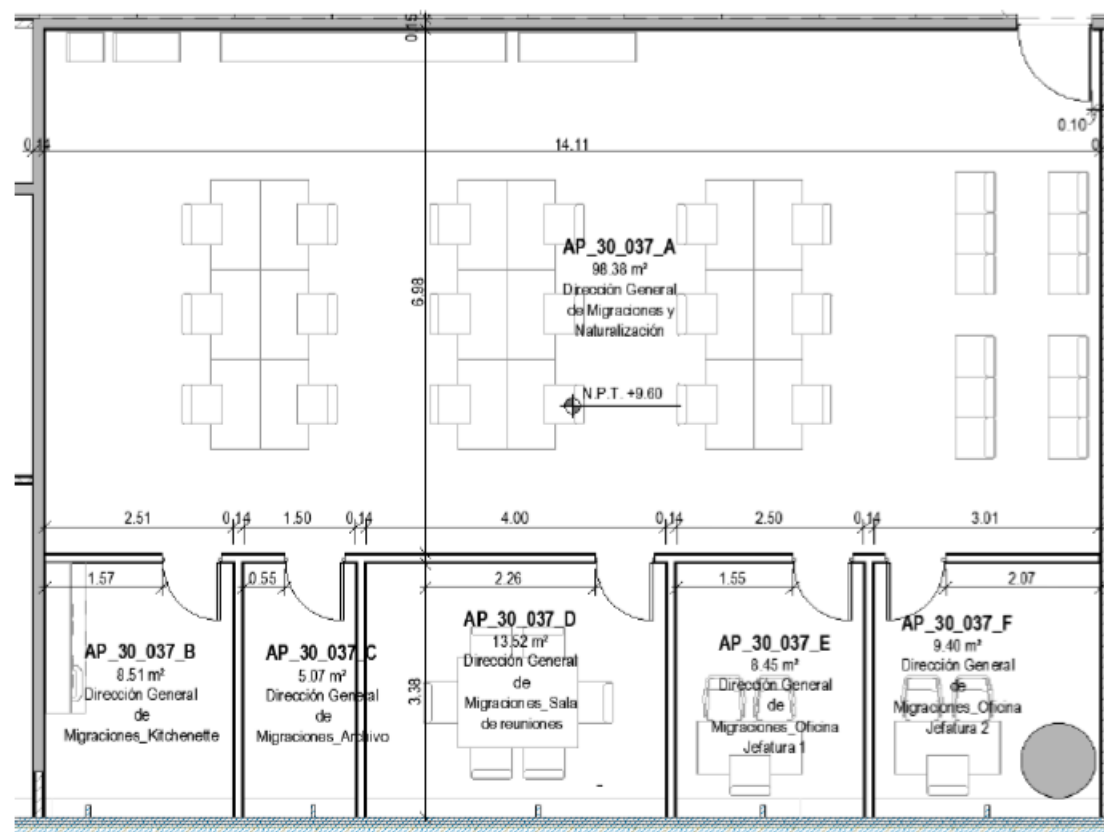 0.15
0.10
0.14
14.11
0
AP_30_037_A
98.38 m²
Dirección General
de Migraciones y
Naturalización
6.98
N.P.T. +9.60
2.51
0.14
1.50
0.14
4.00
0.14
2.50
0.14
3.01
1.57
0.55
2.26
1.55
2.07
AP_30_037_B
8.51 m²
Dirección General
de
Migraciones_Kitchenette
AP_30_037_C
5.07 m²
Dirección General
de
Migraciones_Archivo
3.38
AP_30_037_D
13.52 m²
Dirección General
de
Migraciones_Sala
de reuniones
AP_30_037_E
8.45 m²
Dirección General
de
Migraciones_Oficina
Jefatura 1
AP_30_037_F
9.40 m²
Dirección General
de
Migraciones_Oficina
Jefatura 2